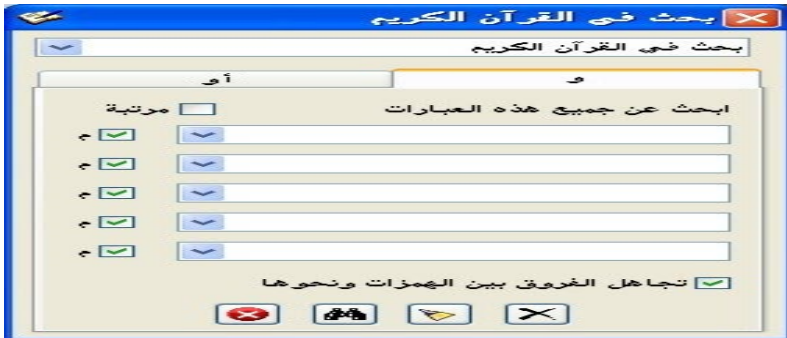 بحث في القرآن الكريم
بحث في القرآن الكريم
و
أو
ابحث عن جميع هذه العبارات
مرتبة
م
م
م
م
م
تجاهل الفروق بين الهمزات ونحوها